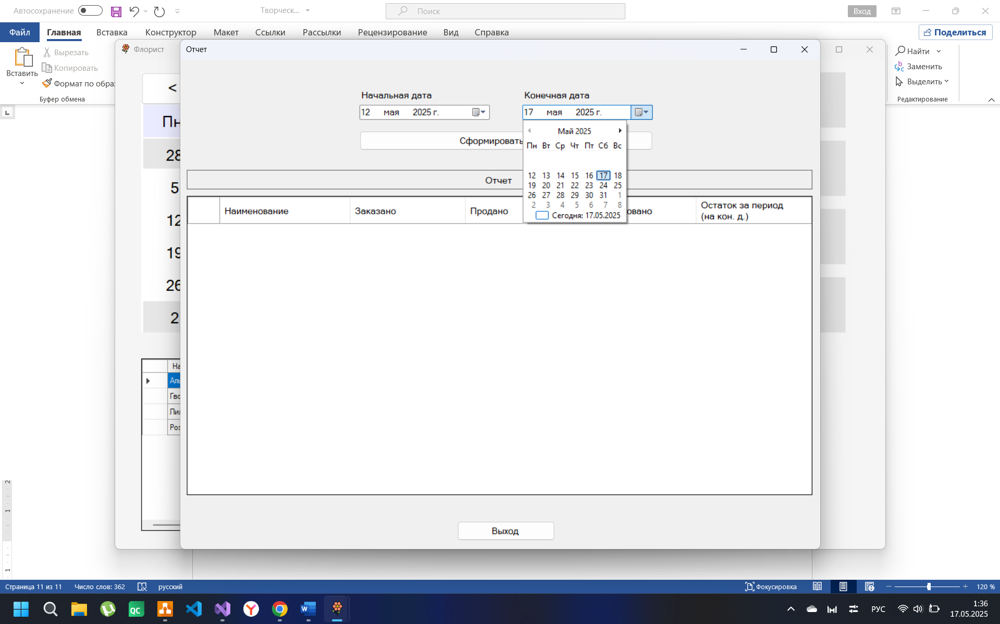 Автосохранение
Творческ...
Поиск
Вход
Файл Главная Вставка Конструктор Макет Ссылки Рассылки Рецензирование Вид Справка
Поделиться
Вставить
Вырезать
Копировать
Формат по обра
Буфер обмена
Найти
Заменить
Выделить
Редактирование
Флорист
<
Пн
28
5
12
19
26
2
На
Аль
Гво
Лил
Роз
Отчет
Начальная дата
Конечная дата
12 мая 2025 г.
17 мая 2025 г.
Сформировать
Май 2025
Пн Вт Ср Чт Пт Сб Вс
12 13 14 15 16 17 18
19 20 21 22 23 24 25
26 27 28 29 30 31 1
2 3 4 5 6 7 8
Сегодня: 17.05.2025
Отчет
Наименование
Заказано
Продано
овано
Остаток за период
(на кон. д.)
Выход
2
1
1
Страница 11 из 11
Число слов: 362
русский
Фокусировка
120 %
QC
РУС
1:36
17.05.2025